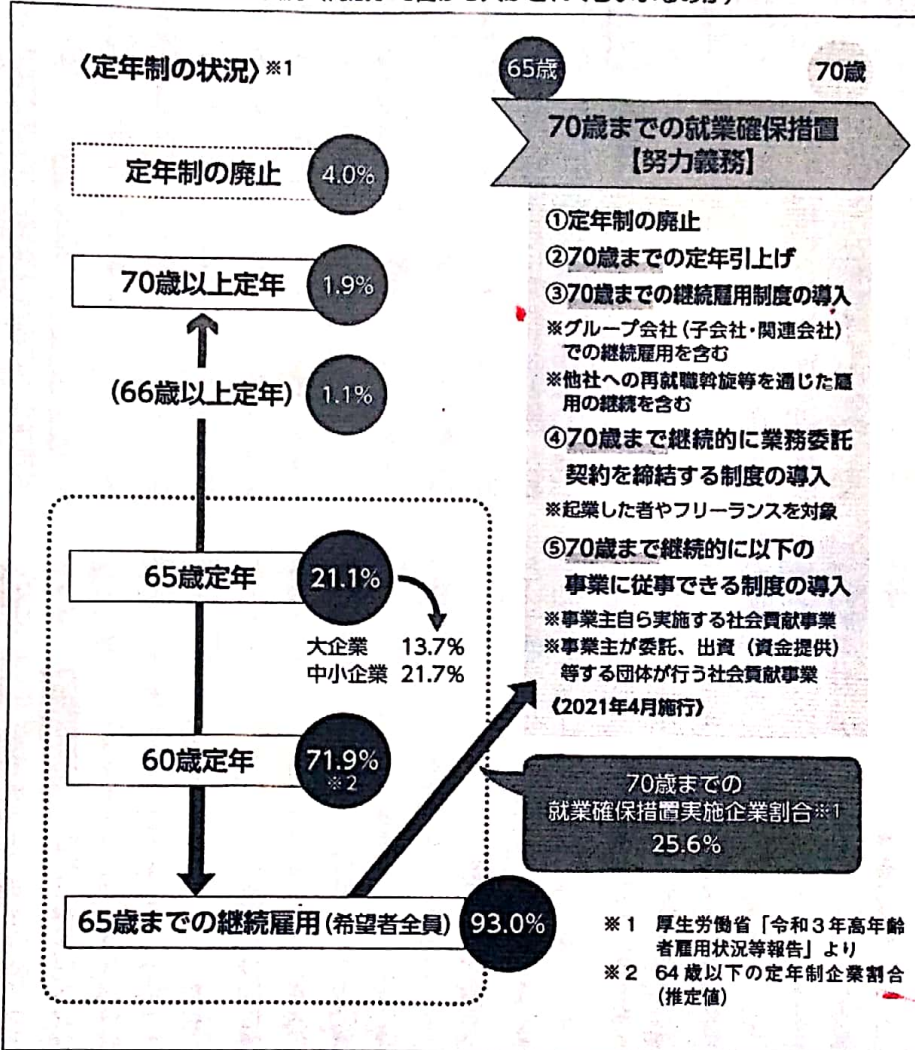 〈定年制の状況〉※1
定年制の廃止 4.0%
70歳以上定年 1.9%
(66歳以上定年) 1.1%
65歳定年 21.1%
大企業 13.7%
中小企業 21.7%
60歳定年 71.9%
※2
65歳までの継続雇用(希望者全員) 93.0%
65歳 70歳
70歳までの就業確保措置
【努力義務】
①定年制の廃止
②70歳までの定年引上げ
③70歳までの継続雇用制度の導入
※グループ会社(子会社・関連会社)
での継続雇用を含む
※他社への再就職斡旋等を通じた雇
用の継続を含む
④70歳まで継続的に業務委託
契約を締結する制度の導入
※起業した者やフリーランスを対象
⑤70歳まで継続的に以下の
事業に従事できる制度の導入
※事業主自ら実施する社会貢献事業
※事業主が委託、出資(資金提供)
等する団体が行う社会貢献事業
《2021年4月施行》
70歳までの
就業確保措置実施企業割合※1
25.6%
※1 厚生労働省「令和3年高年齢
者雇用状況等報告」より
※2 64歳以下の定年制企業割合
(推定値)